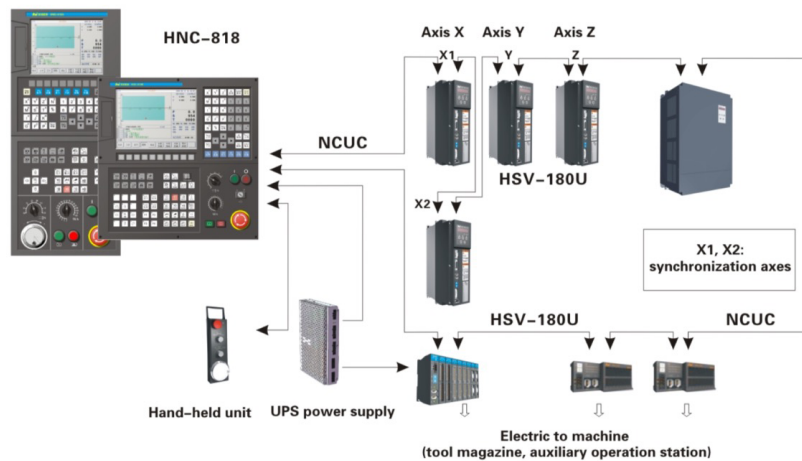 HNC-818
Axis X Axis Y Axis Z
X1 Y Z
NCUC
HSV-180U
X2
X1, X2:
synchronization axes
HSV-180U NCUC
Hand-held unit UPS power supply
Electric to machine
(tool magazine, auxiliary operation station)